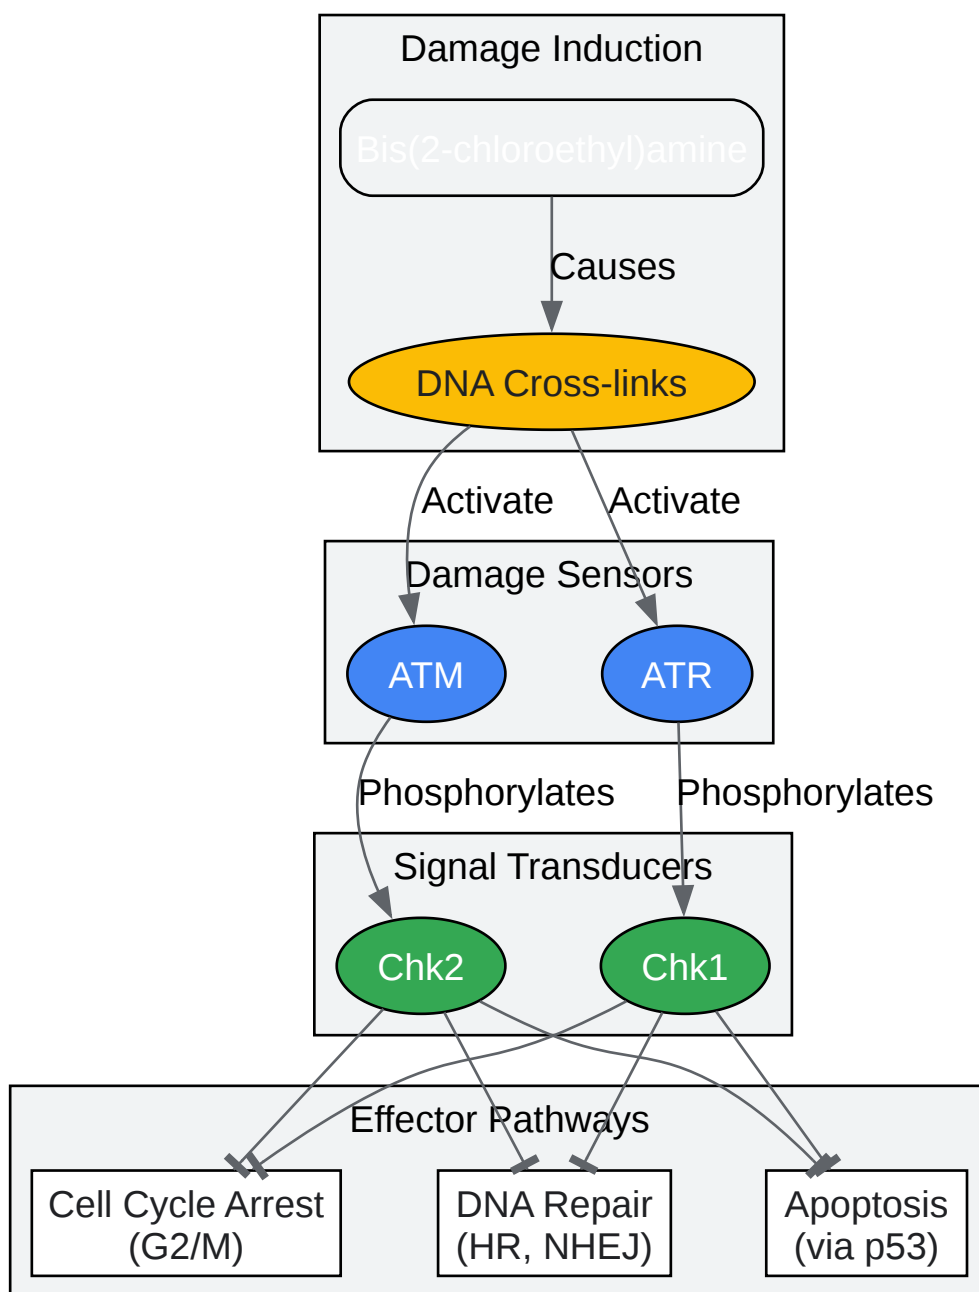 Damage Induction
Bis(2-chloroethyl)amine
Causes
DNA Cross-links
Activate
Activate
Damage Sensors
ATM
ATR
Phosphorylates
Phosphorylates
Signal Transducers
Chk2
Chk1
Effector Pathways
Cell Cycle Arrest
(G2/M)
DNA Repair
(HR, NHEJ)
Apoptosis
(via p53)